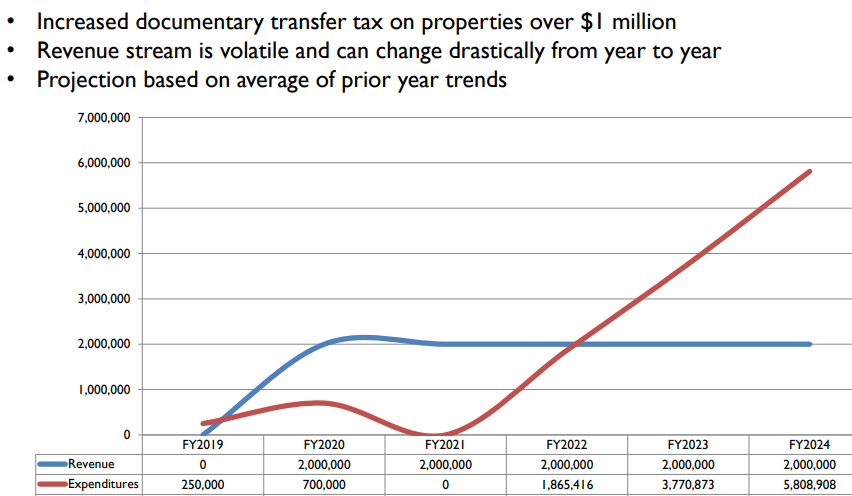 • Increased documentary transfer tax on properties over $1 million
• Revenue stream is volatile and can change drastically from year to year
• Projection based on average of prior year trends
7,000,000
6,000,000
5,000,000
4,000,000
3,000,000
2,000,000
1,000,000
0
FY2019 FY2020 FY2021 FY2022 FY2023 FY2024
Revenue 0 2,000,000 2,000,000 2,000,000 2,000,000 2,000,000
Expenditures 250,000 700,000 0 1,865,416 3,770,873 5,808,908